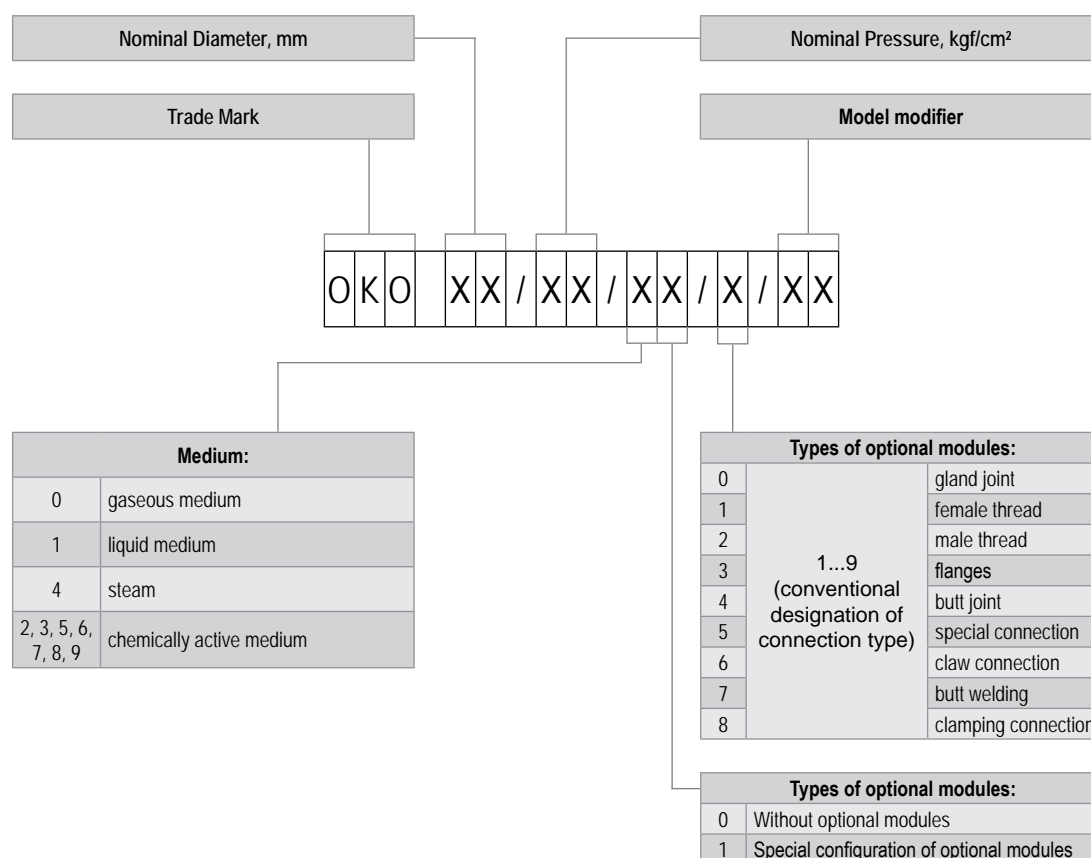 Nominal Diameter, mm
Nominal Pressure, kgf/cm²
Trade Mark
Model modifier
OKO XX/XX/XX/X/XX
Medium:
0 gaseous medium
1 liquid medium
4 steam
2, 3, 5, 6,
7, 8, 9
chemically active medium
Types of optional modules:
0 gland joint
1 female thread
2 male thread
3 flanges
4 butt joint
5 special connection
6 claw connection
7 butt welding
8 clamping connection
1...9
(conventional
designation of
connection type)
Types of optional modules:
0 Without optional modules
1 Special configuration of optional modules